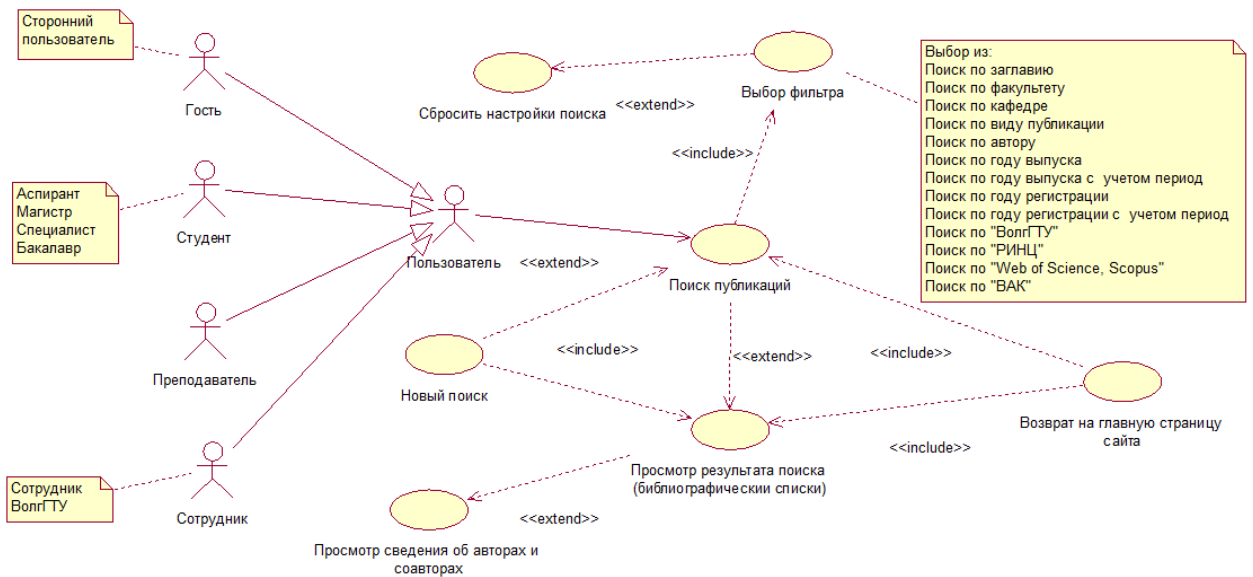 Сторонний
пользователь
Гость
Сбросить настройки поиска
<<extend>>
Выбор фильтра
Выбор из:
Поиск по заглавию
Поиск по факультету
Поиск по кафедре
Поиск по виду публикации
Поиск по автору
Поиск по году выпуска
Поиск по году выпуска с учетом период
Поиск по году регистрации
Поиск по году регистрации с учетом период
Поиск по "ВолгГТУ"
Поиск по "РИНЦ"
Поиск по "Web of Science, Scopus"
Поиск по "ВАК"
<<include>>
Аспирант
Магистр
Специалист
Бакалавр
Студент
Пользователь
<<extend>>
Поиск публикаций
Преподаватель
Новый поиск
<<include>>
<<extend>>
<<include>>
Возврат на главную страницу
сайта
<<include>>
Просмотр результата поиска
(библиографическии списки)
Сотрудник
ВолгГТУ
Сотрудник
<<extend>>
Просмотр сведения об авторах и
соавторах